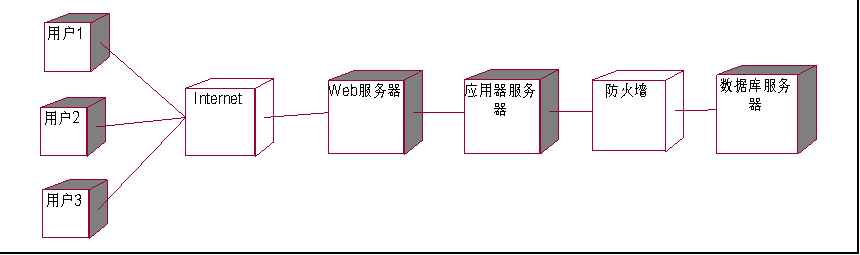 用户1
用户2
用户3
Internet
Web服务器
应用器服务
器
防火墙
数据库服务
器